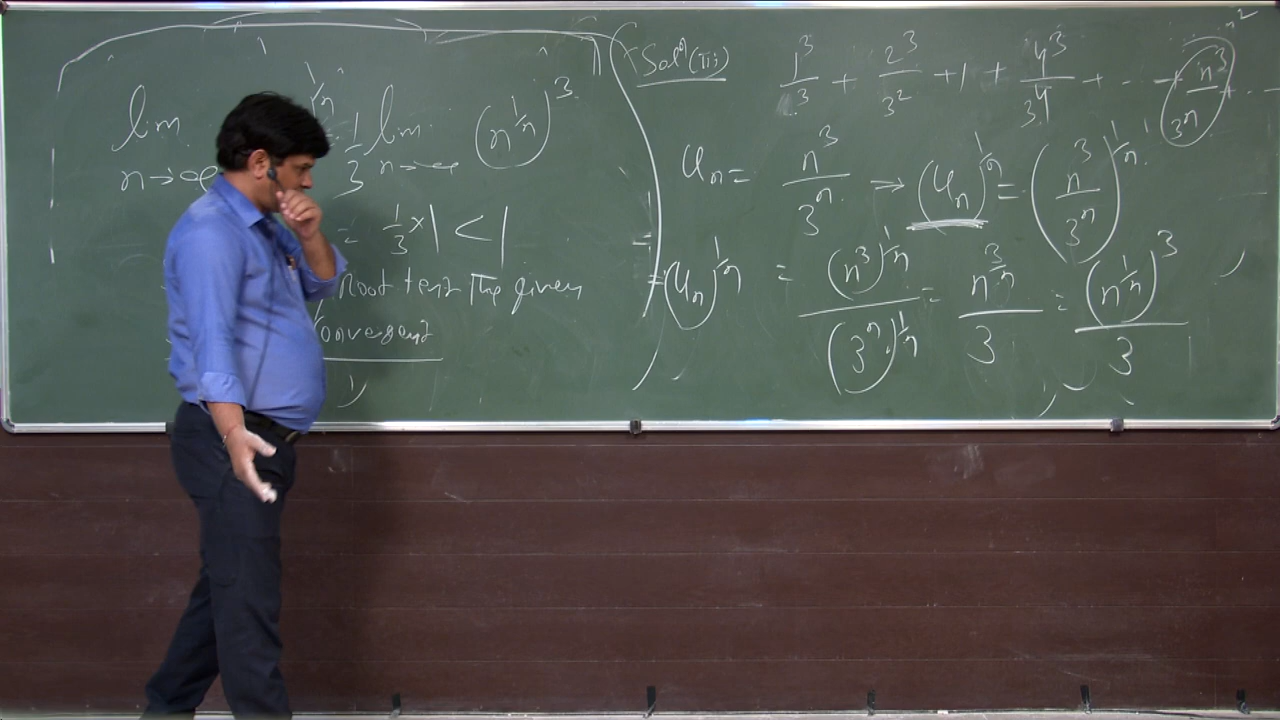 Solⁿ (iii) 1³/3 + 2³/3² + 1 + 4³/3⁴ + ... + n³/3ⁿ ...
uₙ = n³/3ⁿ → (uₙ)^(1/n) = (n³/3ⁿ)^(1/n)
= (uₙ)^(1/n) = (n³)^(1/n)/(3ⁿ)^(1/n) = n^(3/n)/3 = (n^(1/n))³/3
lim n→∞ 1/n = 1/3 lim n→∞ (n^(1/n))³
= 1/3 × 1 < 1
Root test the given
Convergent